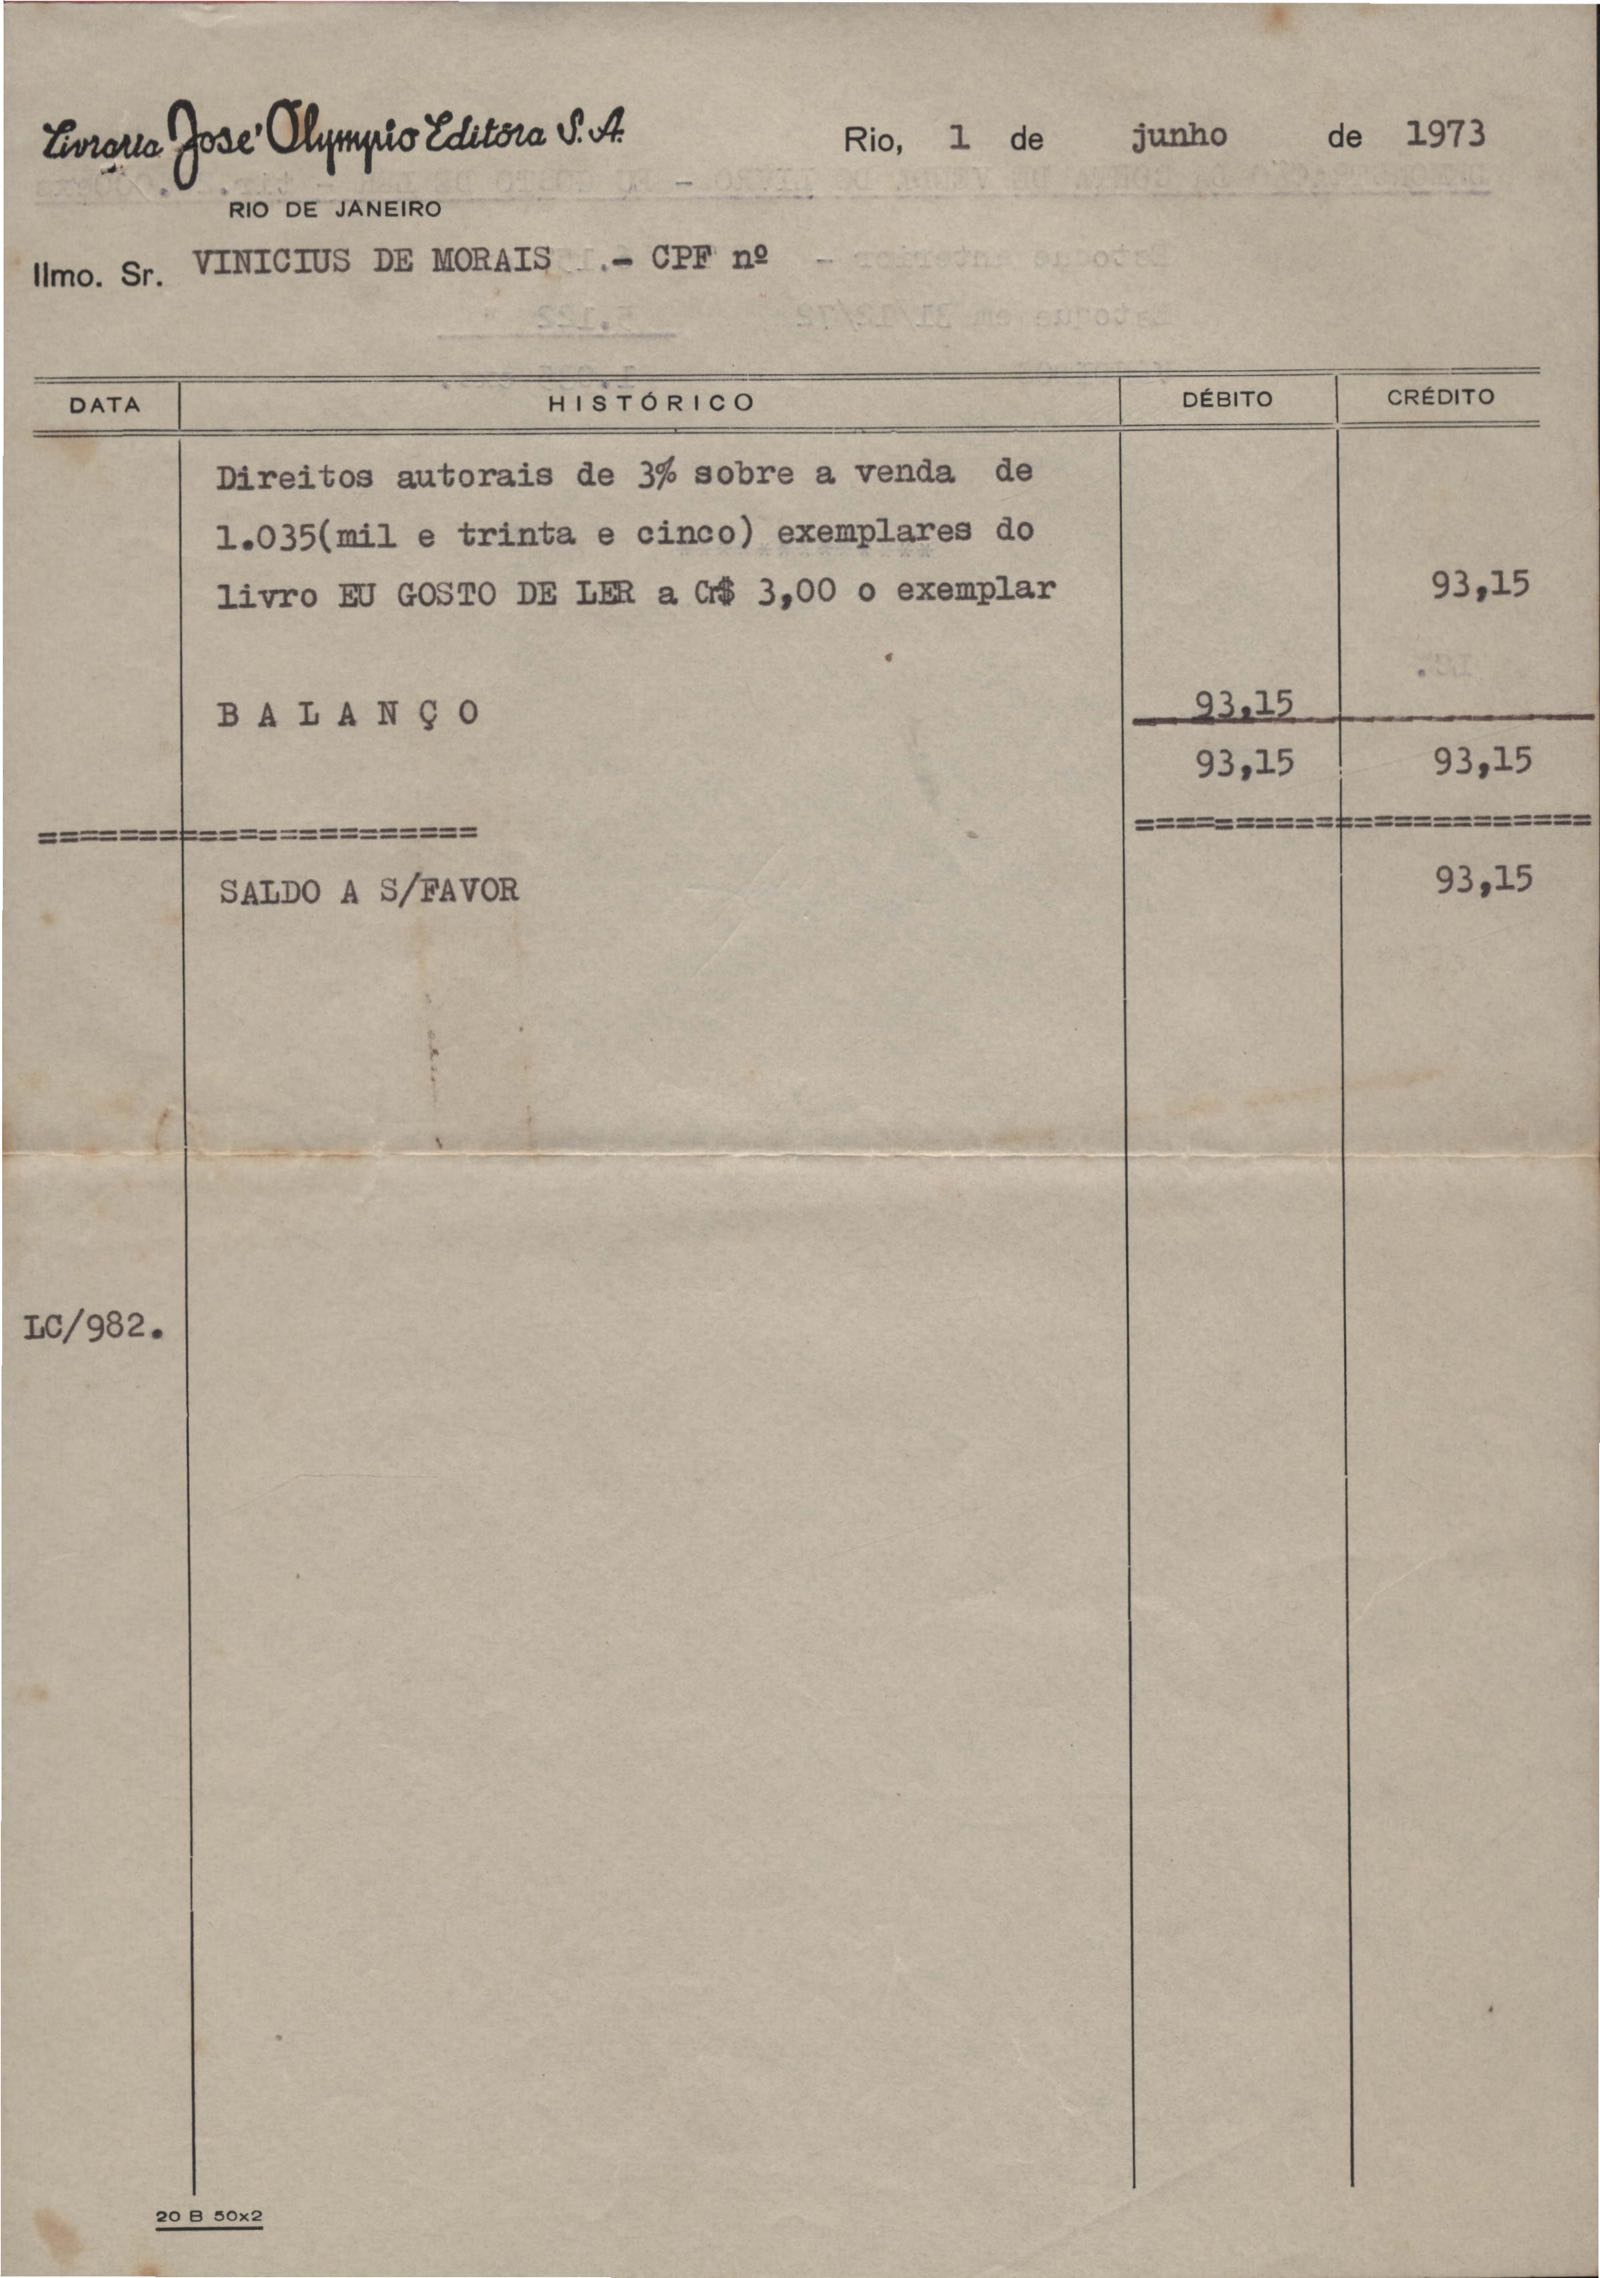 Livraria José Olympio Editôra S.A.
RIO DE JANEIRO
Rio, 1 de junho de 1973
Ilmo. Sr. VINICIUS DE MORAIS .- CPF nº
DATA HISTÓRICO DÉBITO CRÉDITO
Direitos autorais de 3% sobre a venda de
1.035(mil e trinta e cinco) exemplares do
livro EU GOSTO DE LER a Cr$ 3,00 o exemplar 93,15
B A L A N Ç O 93,15
93,15 93,15
SALDO A S/FAVOR 93,15
LC/982.
20 B 50x2